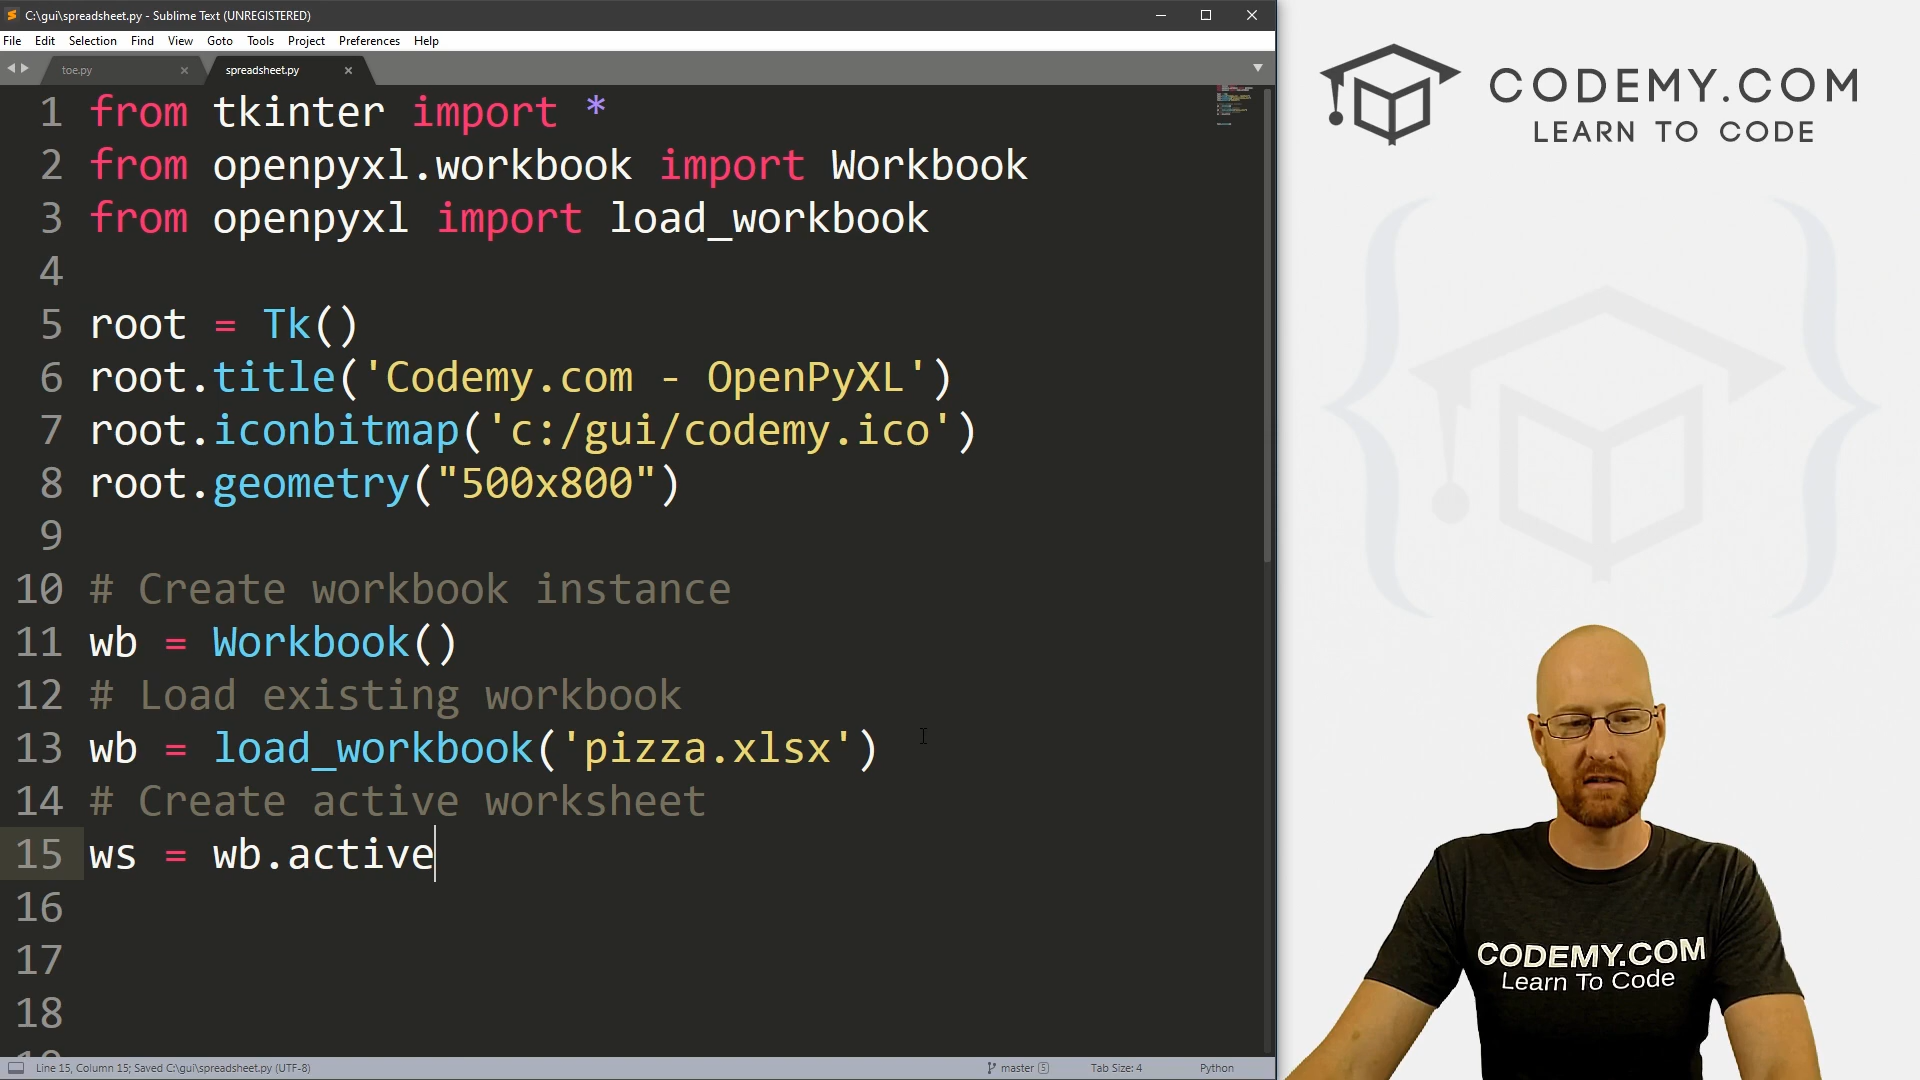 C:\gui\spreadsheet.py - Sublime Text (UNREGISTERED)
File Edit Selection Find View Goto Tools Project Preferences Help
toe.py spreadsheet.py
1 from tkinter import *
2 from openpyxl.workbook import Workbook
3 from openpyxl import load_workbook
4
5 root = Tk()
6 root.title('Codemy.com - OpenPyXL')
7 root.iconbitmap('c:/gui/codemy.ico')
8 root.geometry("500x800")
9
10 # Create workbook instance
11 wb = Workbook()
12 # Load existing workbook
13 wb = load_workbook('pizza.xlsx')
14 # Create active worksheet
15 ws = wb.active
16
17
18
Line 15, Column 15; Saved C:\gui\spreadsheet.py (UTF-8) master 5 Tab Size: 4 Python
CODEMY.COM
LEARN TO CODE
CODEMY.COM
Learn To Code